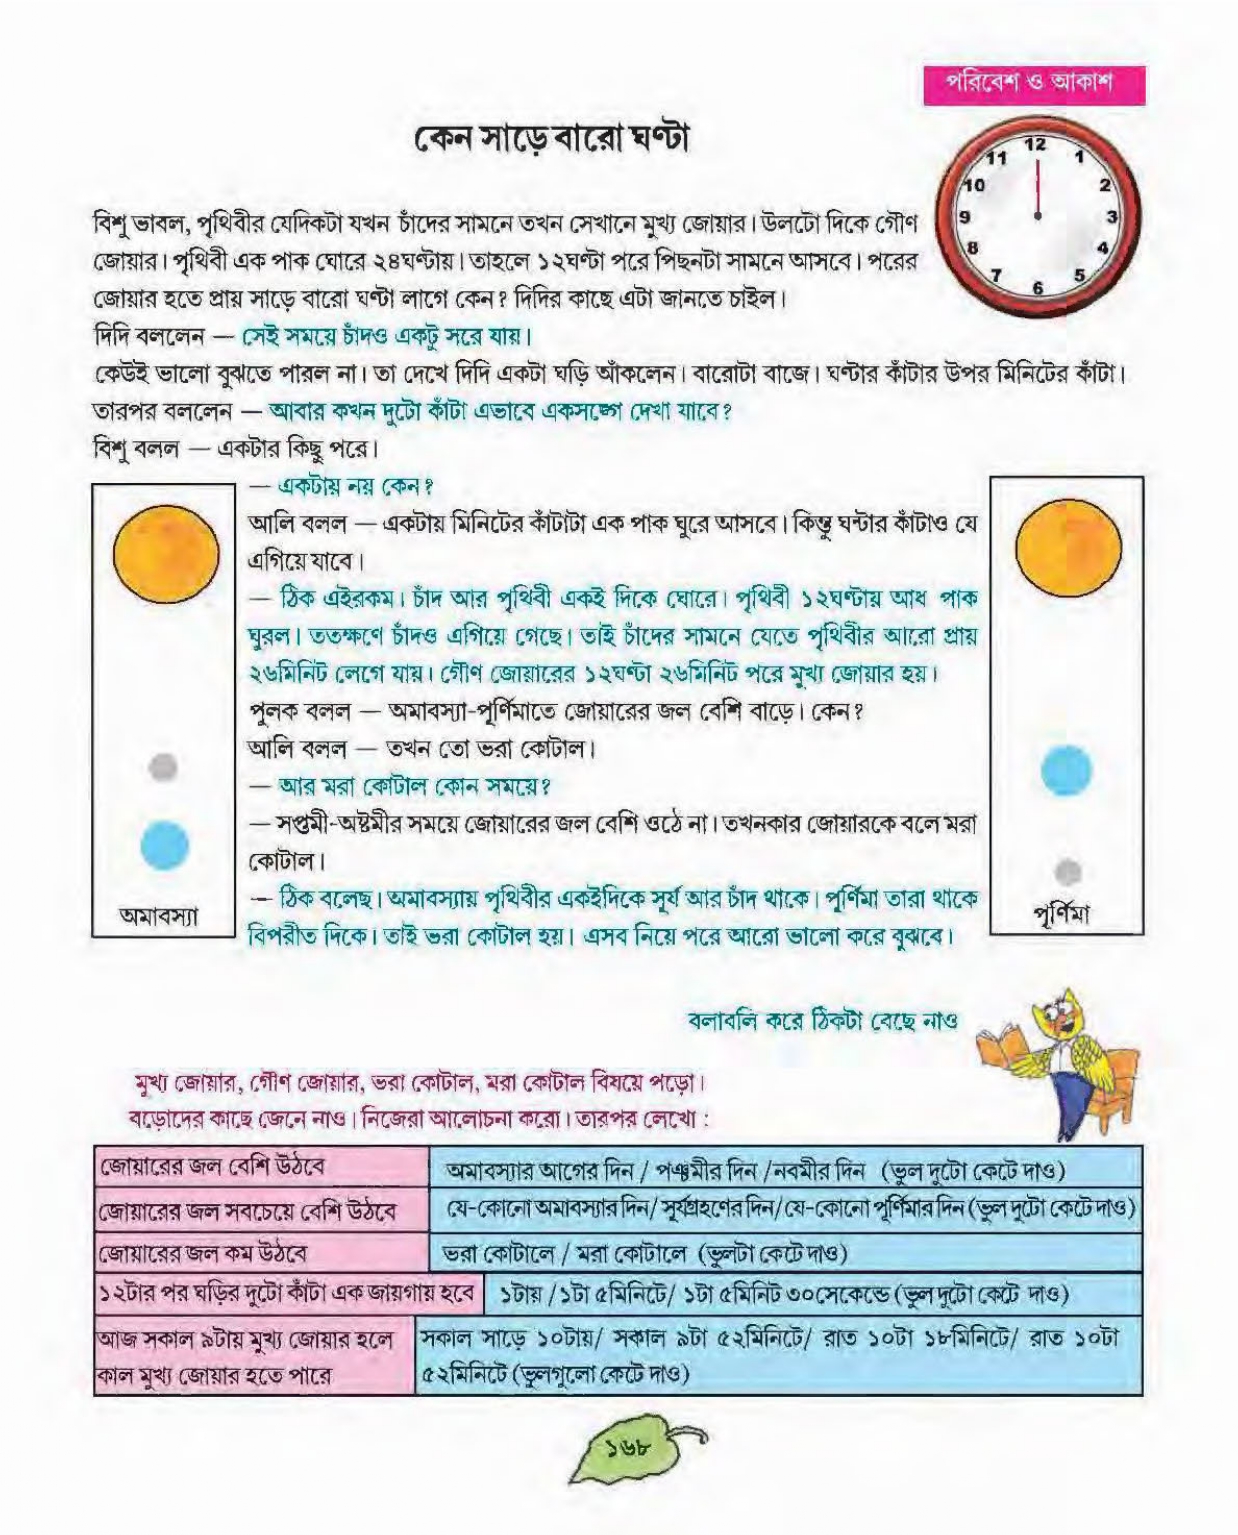 পরিবেশ ও আকাশ
কেন সাড়ে বারো ঘণ্টা
12
11
1
10
2
9
3
8
4
7
5
6
বিশু ভাবল, পৃথিবীর যেদিকটা যখন চাঁদের সামনে তখন সেখানে মুখ্য জোয়ার। উলটো দিকে গৌণ
জোয়ার। পৃথিবী এক পাক ঘোরে ২৪ঘণ্টায়। তাহলে ১২ঘণ্টা পরে পিছনটা সামনে আসবে। পরের
জোয়ার হতে প্রায় সাড়ে বারো ঘণ্টা লাগে কেন? দিদির কাছে এটা জানতে চাইল।
দিদি বললেন — সেই সময়ে চাঁদও একটু সরে যায়।
কেউই ভালো বুঝতে পারল না। তা দেখে দিদি একটা ঘড়ি আঁকলেন। বারোটা বাজে। ঘণ্টার কাঁটার উপর মিনিটের কাঁটা।
তারপর বললেন — আবার কখন দুটো কাঁটা এভাবে একসঙ্গে দেখা যাবে?
বিশু বলল — একটার কিছু পরে।
— একটায় নয় কেন?
আলি বলল — একটায় মিনিটের কাঁটাটা এক পাক ঘুরে আসবে। কিন্তু ঘন্টার কাঁটাও যে
এগিয়ে যাবে।
— ঠিক এইরকম। চাঁদ আর পৃথিবী একই দিকে ঘোরে। পৃথিবী ১২ঘণ্টায় আধ পাক
ঘুরল। ততক্ষণে চাঁদও এগিয়ে গেছে। তাই চাঁদের সামনে যেতে পৃথিবীর আরো প্রায়
২৬মিনিট লেগে যায়। গৌণ জোয়ারের ১২ঘণ্টা ২৬মিনিট পরে মুখ্য জোয়ার হয়।
পুলক বলল — অমাবস্যা-পূর্ণিমাতে জোয়ারের জল বেশি বাড়ে। কেন?
আলি বলল — তখন তো ভরা কোটাল।
— আর মরা কোটাল কোন সময়ে?
— সপ্তমী-অষ্টমীর সময়ে জোয়ারের জল বেশি ওঠে না। তখনকার জোয়ারকে বলে মরা
কোটাল।
— ঠিক বলেছ। অমাবস্যায় পৃথিবীর একইদিকে সূর্য আর চাঁদ থাকে। পূর্ণিমা তারা থাকে
বিপরীত দিকে। তাই ভরা কোটাল হয়। এসব নিয়ে পরে আরো ভালো করে বুঝবে।
অমাবস্যা
পূর্ণিমা
বলাবলি করে ঠিকটা বেছে নাও
মুখ্য জোয়ার, গৌণ জোয়ার, ভরা কোটাল, মরা কোটাল বিষয়ে পড়ো।
বড়োদের কাছে জেনে নাও। নিজেরা আলোচনা করো। তারপর লেখো :
জোয়ারের জল বেশি উঠবে
অমাবস্যার আগের দিন / পঞ্চমীর দিন /নবমীর দিন (ভুল দুটো কেটে দাও)
জোয়ারের জল সবচেয়ে বেশি উঠবে
যে-কোনো অমাবস্যার দিন/ সূর্যগ্রহণের দিন/ যে-কোনো পূর্ণিমার দিন (ভুল দুটো কেটে দাও)
জোয়ারের জল কম উঠবে
ভরা কোটালে / মরা কোটালে (ভুলটা কেটে দাও)
১২টার পর ঘড়ির দুটো কাঁটা এক জায়গায় হবে
১টায় /১টা ৫মিনিটে/ ১টা ৫মিনিট ৩০সেকেন্ডে (ভুল দুটো কেটে দাও)
আজ সকাল ৯টায় মুখ্য জোয়ার হলে
কাল মুখ্য জোয়ার হতে পারে
সকাল সাড়ে ১০টায়/ সকাল ৯টা ৫২মিনিটে/ রাত ১০টা ১৮মিনিটে/ রাত ১০টা
৫২মিনিটে (ভুলগুলো কেটে দাও)
১৬৮